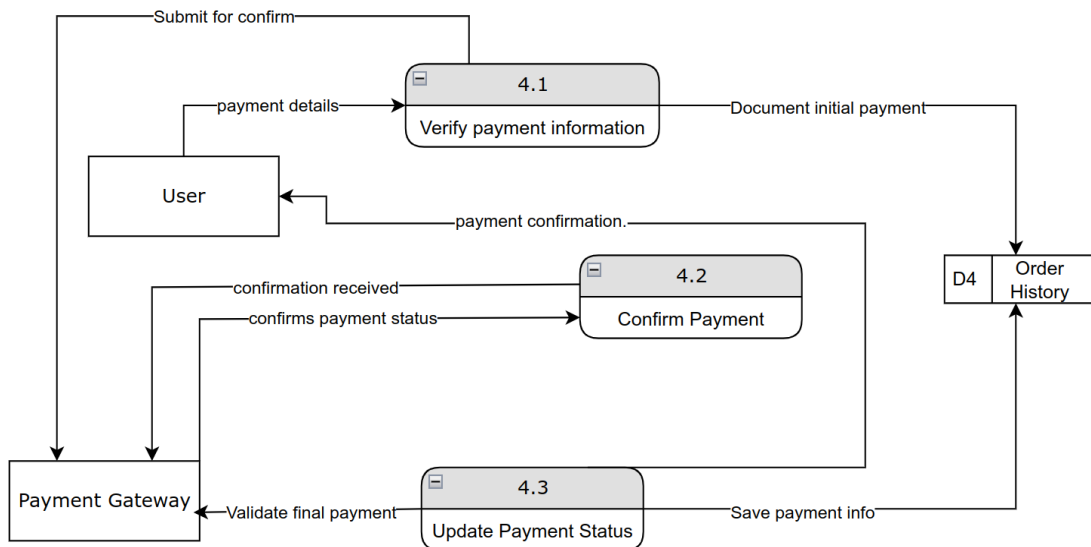 Submit for confirm
4.1
payment details
Document initial payment
Verify payment information
User
payment confirmation.
4.2
D4
Order
History
confirmation received
confirms payment status
Confirm Payment
4.3
Payment Gateway
Validate final payment
Save payment info
Update Payment Status